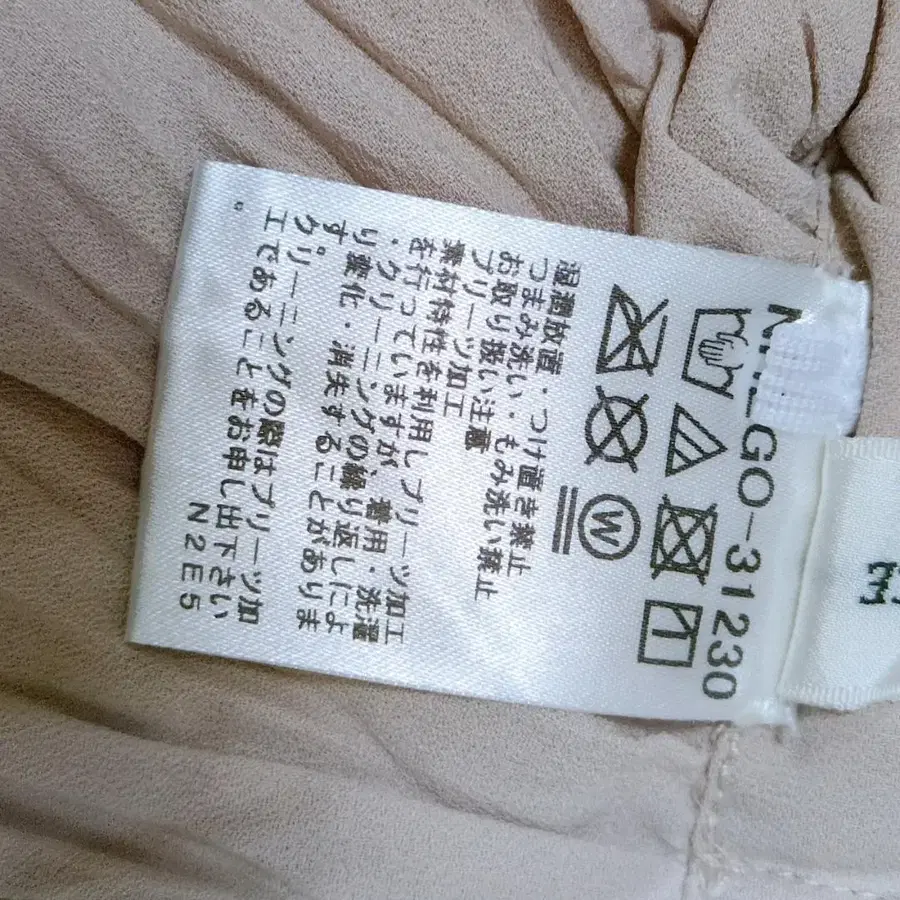 GO-31230
W
湿潤放置・つけ置き禁止
つまみ洗い・もみ洗い禁止
お取り扱い注意
プリーツ加工
素材特性を利用しプリーツ加工
を行っていますが、着用・洗濯
・クリーニングの繰り返しによ
り変化・消失することがありま
す。
クリーニングの際はプリーツ加
工であることをお申し出下さい
。
N2E5